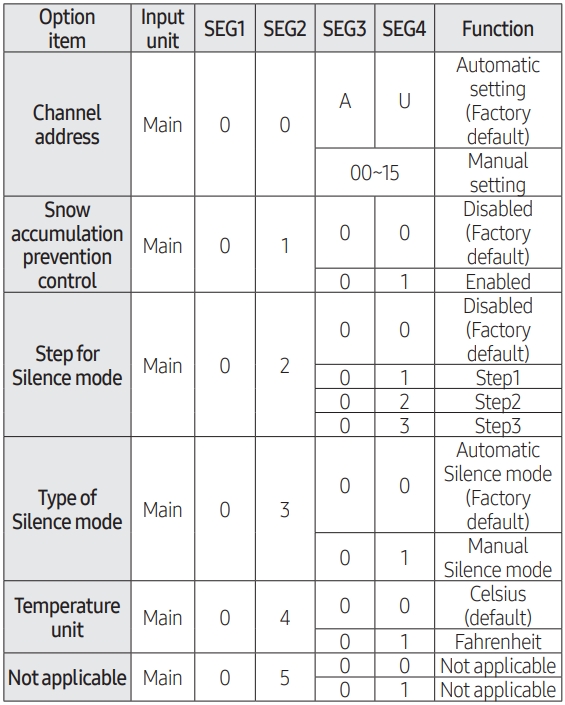 Option item Input unit SEG1 SEG2 SEG3 SEG4 Function
Channel address Main 0 0 A U Automatic setting (Factory default)
00~15 Manual setting
Snow accumulation prevention control Main 0 1 0 0 Disabled (Factory default)
0 1 Enabled
Step for Silence mode Main 0 2 0 0 Disabled (Factory default)
0 1 Step1
0 2 Step2
0 3 Step3
Type of Silence mode Main 0 3 0 0 Automatic Silence mode (Factory default)
0 1 Manual Silence mode
Temperature unit Main 0 4 0 0 Celsius (default)
0 1 Fahrenheit
Not applicable Main 0 5 0 0 Not applicable
0 1 Not applicable